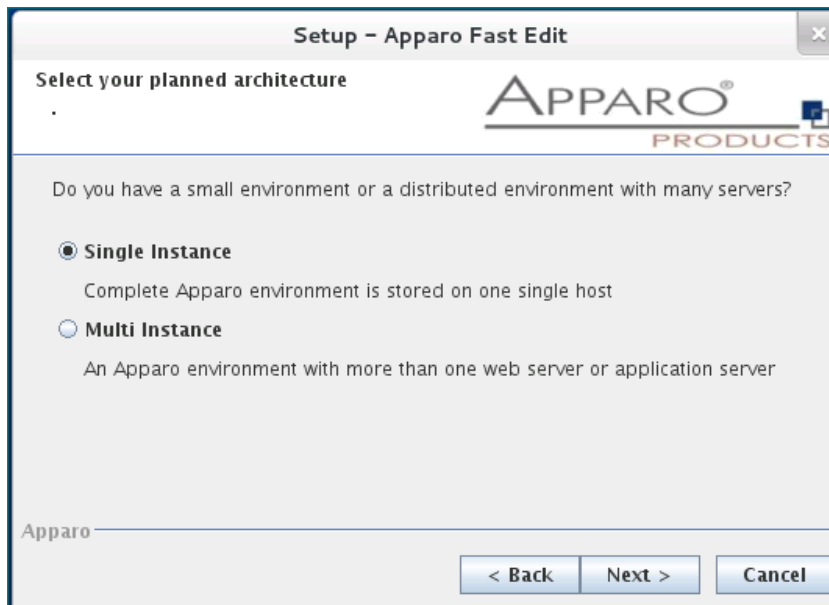 Setup - Apparo Fast Edit
Select your planned architecture
.
APPARO®
PRODUCTS
Do you have a small environment or a distributed environment with many servers?
Single Instance
Complete Apparo environment is stored on one single host
Multi Instance
An Apparo environment with more than one web server or application server
Apparo
< Back Next > Cancel